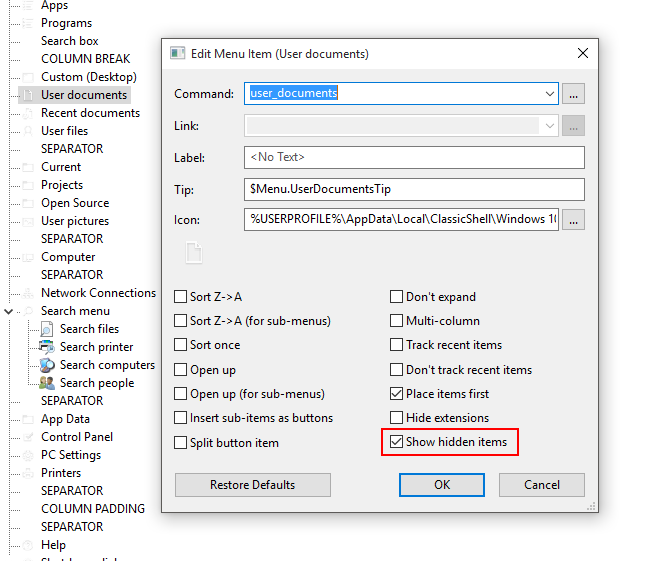 Apps
Programs
Search box
COLUMN BREAK
Custom (Desktop)
User documents
Recent documents
User files
SEPARATOR
Current
Projects
Open Source
User pictures
SEPARATOR
Computer
SEPARATOR
Network Connections
Search menu
Search files
Search printer
Search computers
Search people
SEPARATOR
App Data
Control Panel
PC Settings
Printers
SEPARATOR
COLUMN PADDING
SEPARATOR
Help
Edit Menu Item (User documents)
Command: user_documents ...
Link: ...
Label: <No Text>
Tip: $Menu.UserDocumentsTip
Icon: %USERPROFILE%\AppData\Local\ClassicShell\Windows 10 ...
Sort Z->A
Don't expand
Sort Z->A (for sub-menus)
Multi-column
Sort once
Track recent items
Open up
Don't track recent items
Open up (for sub-menus)
Place items first
Insert sub-items as buttons
Hide extensions
Split button item
Show hidden items
Restore Defaults
OK
Cancel